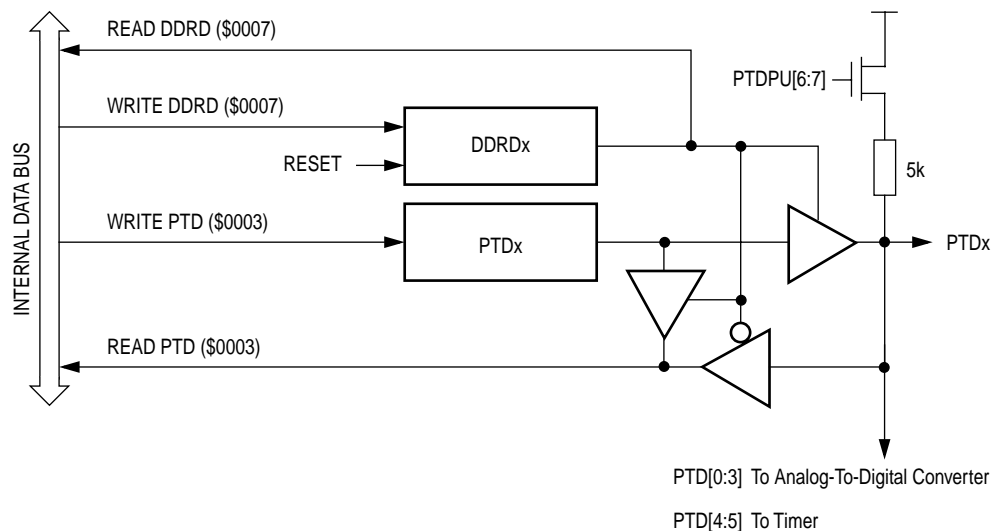 READ DDRD ($0007)
PTDPU[6:7]
WRITE DDRD ($0007)
DDRDx
RESET
5k
INTERNAL DATA BUS
WRITE PTD ($0003)
PTDx
PTDx
READ PTD ($0003)
PTD[0:3] To Analog-To-Digital Converter
PTD[4:5] To Timer